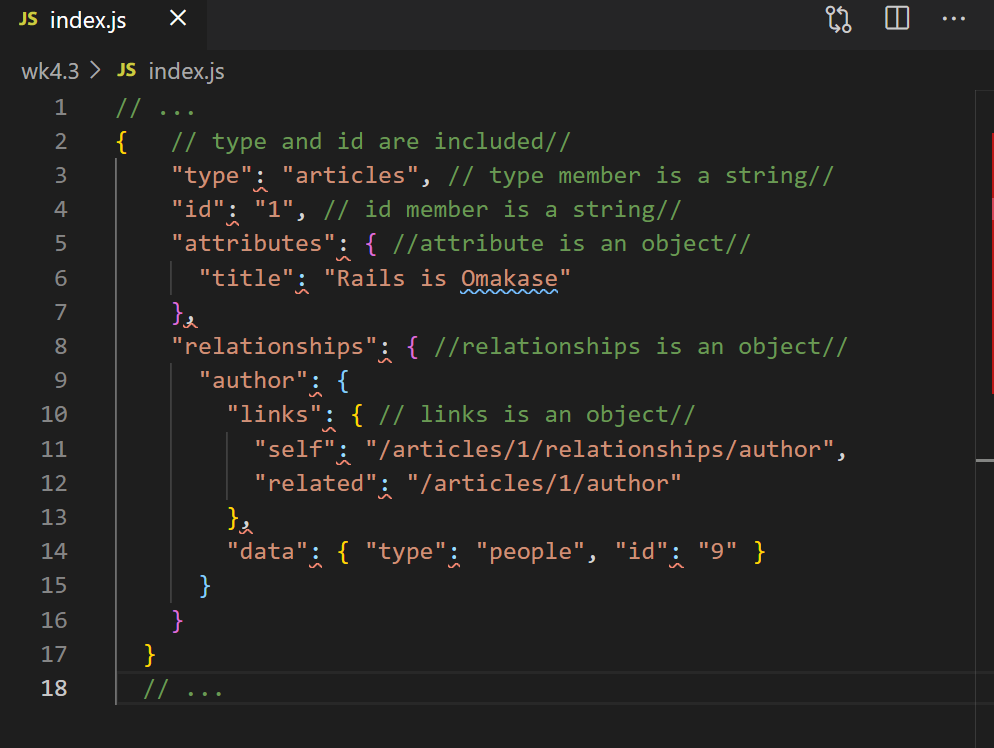 JS index.js ×
wk4.3 > JS index.js
1 // ...
2 { // type and id are included//
3 "type": "articles", // type member is a string//
4 "id": "1", // id member is a string//
5 "attributes": { //attribute is an object//
6 "title": "Rails is Omakase"
7 },
8 "relationships": { //relationships is an object//
9 "author": {
10 "links": { // links is an object//
11 "self": "/articles/1/relationships/author",
12 "related": "/articles/1/author"
13 },
14 "data": { "type": "people", "id": "9" }
15 }
16 }
17 }
18 // ...